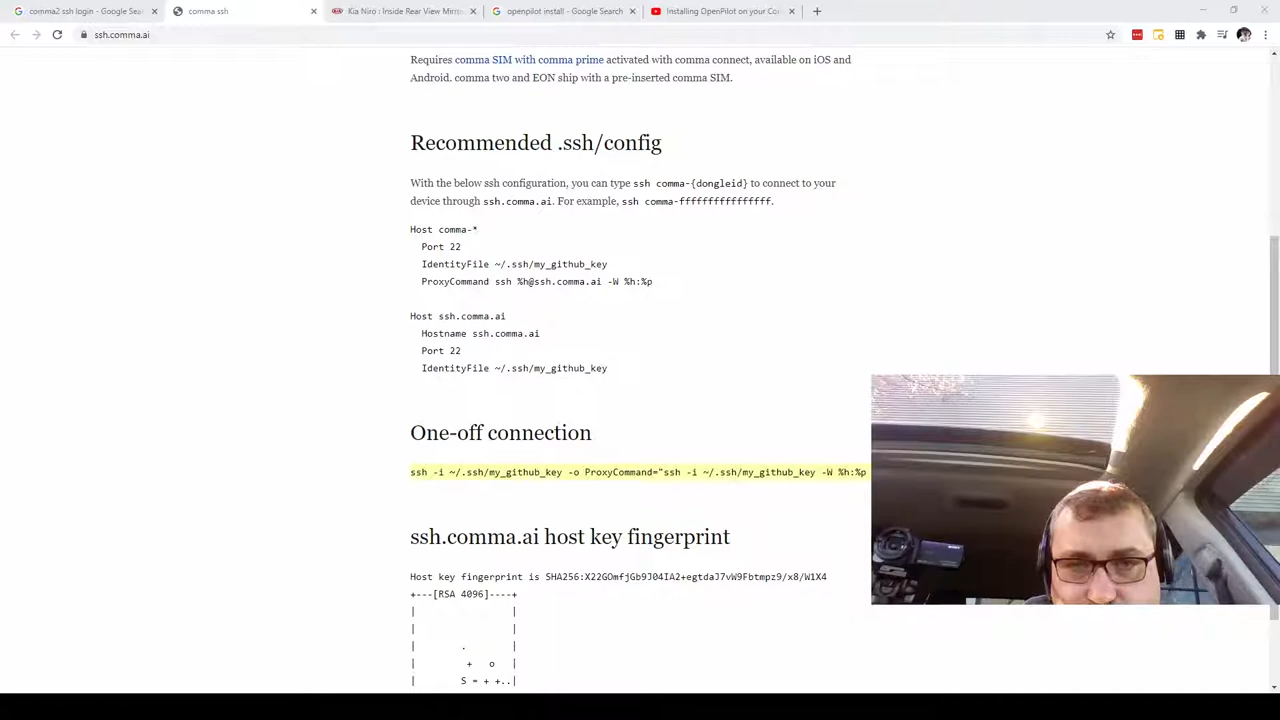 comma2 ssh login - Google Sea
comma ssh
Kia Niro : Inside Rear View Mirro
openpilot install - Google Search
Installing OpenPilot on your Co
ssh.comma.ai
Requires comma SIM with comma prime activated with comma connect, available on iOS and
Android. comma two and EON ship with a pre-inserted comma SIM.
Recommended .ssh/config
With the below ssh configuration, you can type ssh comma-{dongleid} to connect to your
device through ssh.comma.ai. For example, ssh comma-ffffffffffffffff.
Host comma-*
Port 22
IdentityFile ~/.ssh/my_github_key
ProxyCommand ssh %h@ssh.comma.ai -W %h:%p
Host ssh.comma.ai
Hostname ssh.comma.ai
Port 22
IdentityFile ~/.ssh/my_github_key
One-off connection
ssh -i ~/.ssh/my_github_key -o ProxyCommand="ssh -i ~/.ssh/my_github_key -W %h:%p
ssh.comma.ai host key fingerprint
Host key fingerprint is SHA256:X22GOmfjGb9J04IA2+egtdaJ7vW9Fbtmpz9/x8/W1X4
+---[RSA 4096]----+
|                 |
|                 |
|        .        |
|         +   o   |
|        S = + +..|
SONY